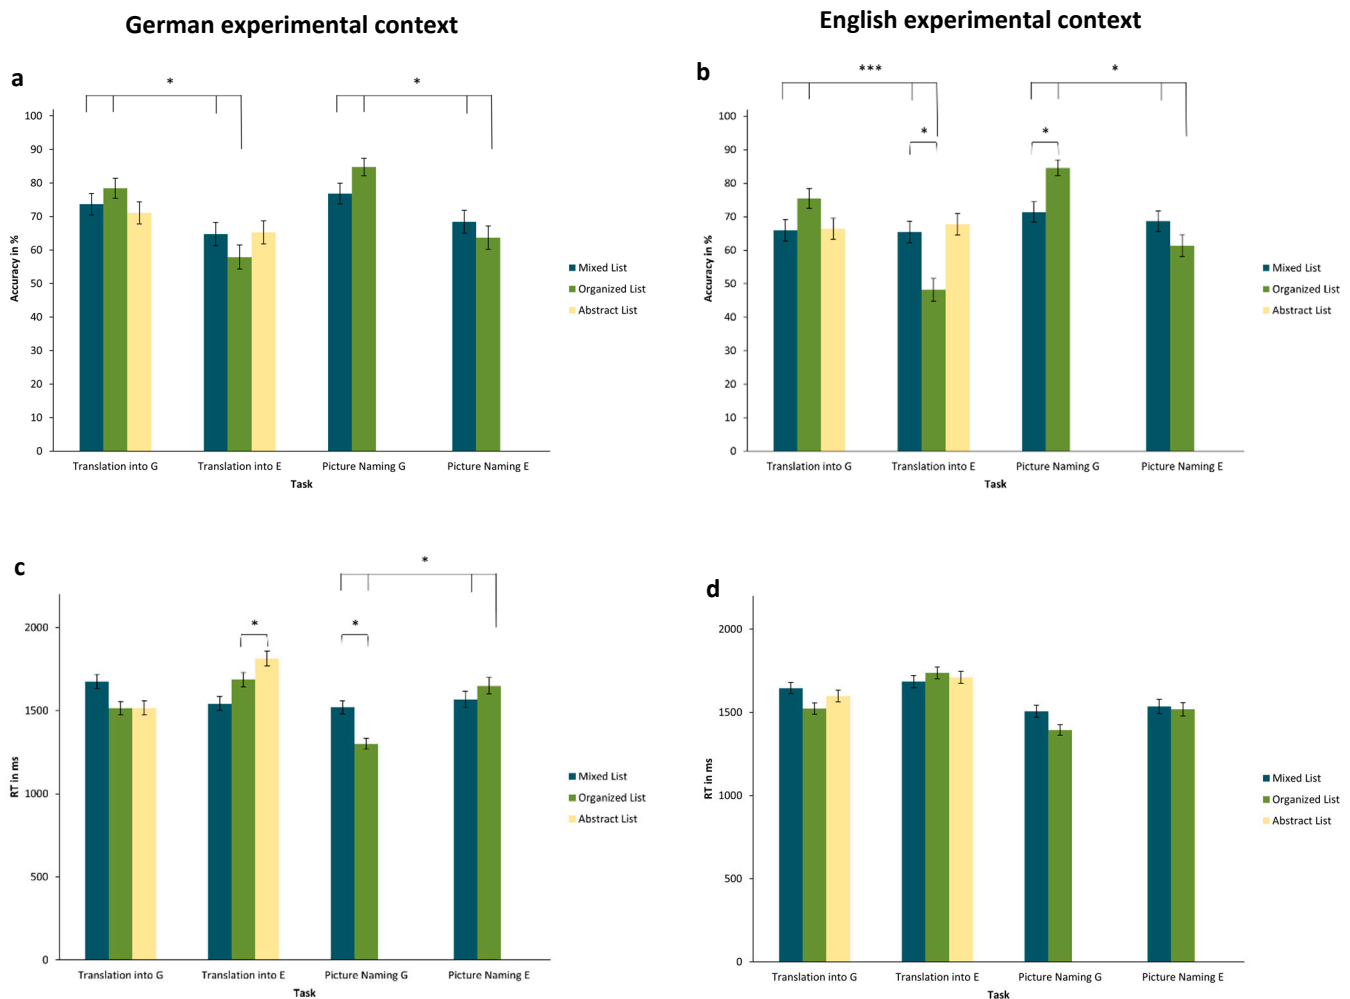 German experimental context
English experimental context
a
*
*
100
90
80
70
60
50
40
30
20
10
0
Accuracy in %
Translation into G
Translation into E
Picture Naming G
Picture Naming E
Task
Mixed List
Organized List
Abstract List
b
***
*
*
*
100
90
80
70
60
50
40
30
20
10
0
Accuracy in %
Translation into G
Translation into E
Picture Naming G
Picture Naming E
Task
Mixed List
Organized List
Abstract List
c
*
*
*
2000
1500
1000
500
0
RT in ms
Translation into G
Translation into E
Picture Naming G
Picture Naming E
Task
Mixed List
Organized List
Abstract List
d
2000
1500
1000
500
0
RT in ms
Translation into G
Translation into E
Picture Naming G
Picture Naming E
Task
Mixed List
Organized List
Abstract List